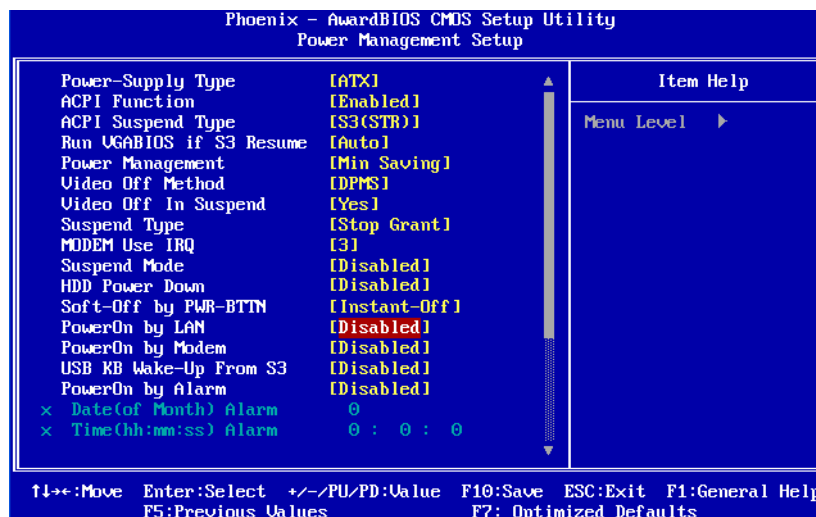 Phoenix - AwardBIOS CMOS Setup Utility
Power Management Setup
Power-Supply Type [ATX]
ACPI Function [Enabled]
ACPI Suspend Type [S3(STR)]
Run VGABIOS if S3 Resume [Auto]
Power Management [Min Saving]
Video Off Method [DPMS]
Video Off In Suspend [Yes]
Suspend Type [Stop Grant]
MODEM Use IRQ [3]
Suspend Mode [Disabled]
HDD Power Down [Disabled]
Soft-Off by PWR-BTTN [Instant-Off]
PowerOn by LAN [Disabled]
PowerOn by Modem [Disabled]
USB KB Wake-Up From S3 [Disabled]
PowerOn by Alarm [Disabled]
x Date(of Month) Alarm 0
x Time(hh:mm:ss) Alarm 0 : 0 : 0
Item Help
Menu Level ▶
↑↓→←:Move Enter:Select +/-/PU/PD:Value F10:Save ESC:Exit F1:General Help
F5:Previous Values F7: Optimized Defaults